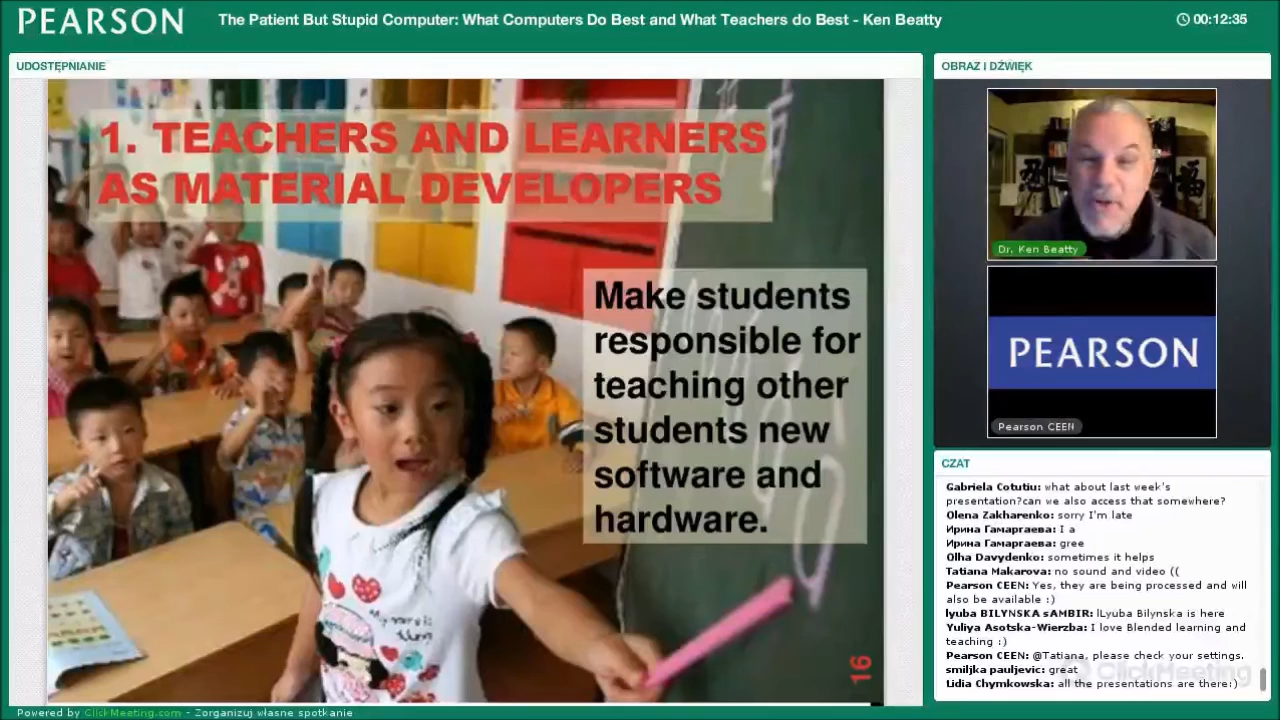 PEARSON
The Patient But Stupid Computer: What Computers Do Best and What Teachers do Best - Ken Beatty
00:12:35
UDOSTĘPNIANIE
1. TEACHERS AND LEARNERS
AS MATERIAL DEVELOPERS
Make students
responsible for
teaching other
students new
software and
hardware.
16
OBRAZ I DŹWIĘK
Dr. Ken Beatty
PEARSON
Pearson CEEN
CZAT
Gabriela Cotutiu: what about last week's
presentation?can we also access that somewhere?
Olena Zakharenko: sorry I'm late
Ирина Гамаргаева: I a
Ирина Гамаргаева: gree
Olha Davydenko: sometimes it helps
Tatiana Makarova: no sound and video ((
Pearson CEEN: Yes, they are being processed and will
also be available :)
lyuba BILYNSKA sAMBIR: lLyuba Bilynska is here
Yuliya Asotska-Wierzba: I love Blended learning and
teaching :)
Pearson CEEN: @Tatiana, please check your settings.
smiljka pauljevic: great
Lidia Chymkowska: all the presentations are there:)
ClickMeeting
Powered by ClickMeeting.com - Zorganizuj własne spotkanie